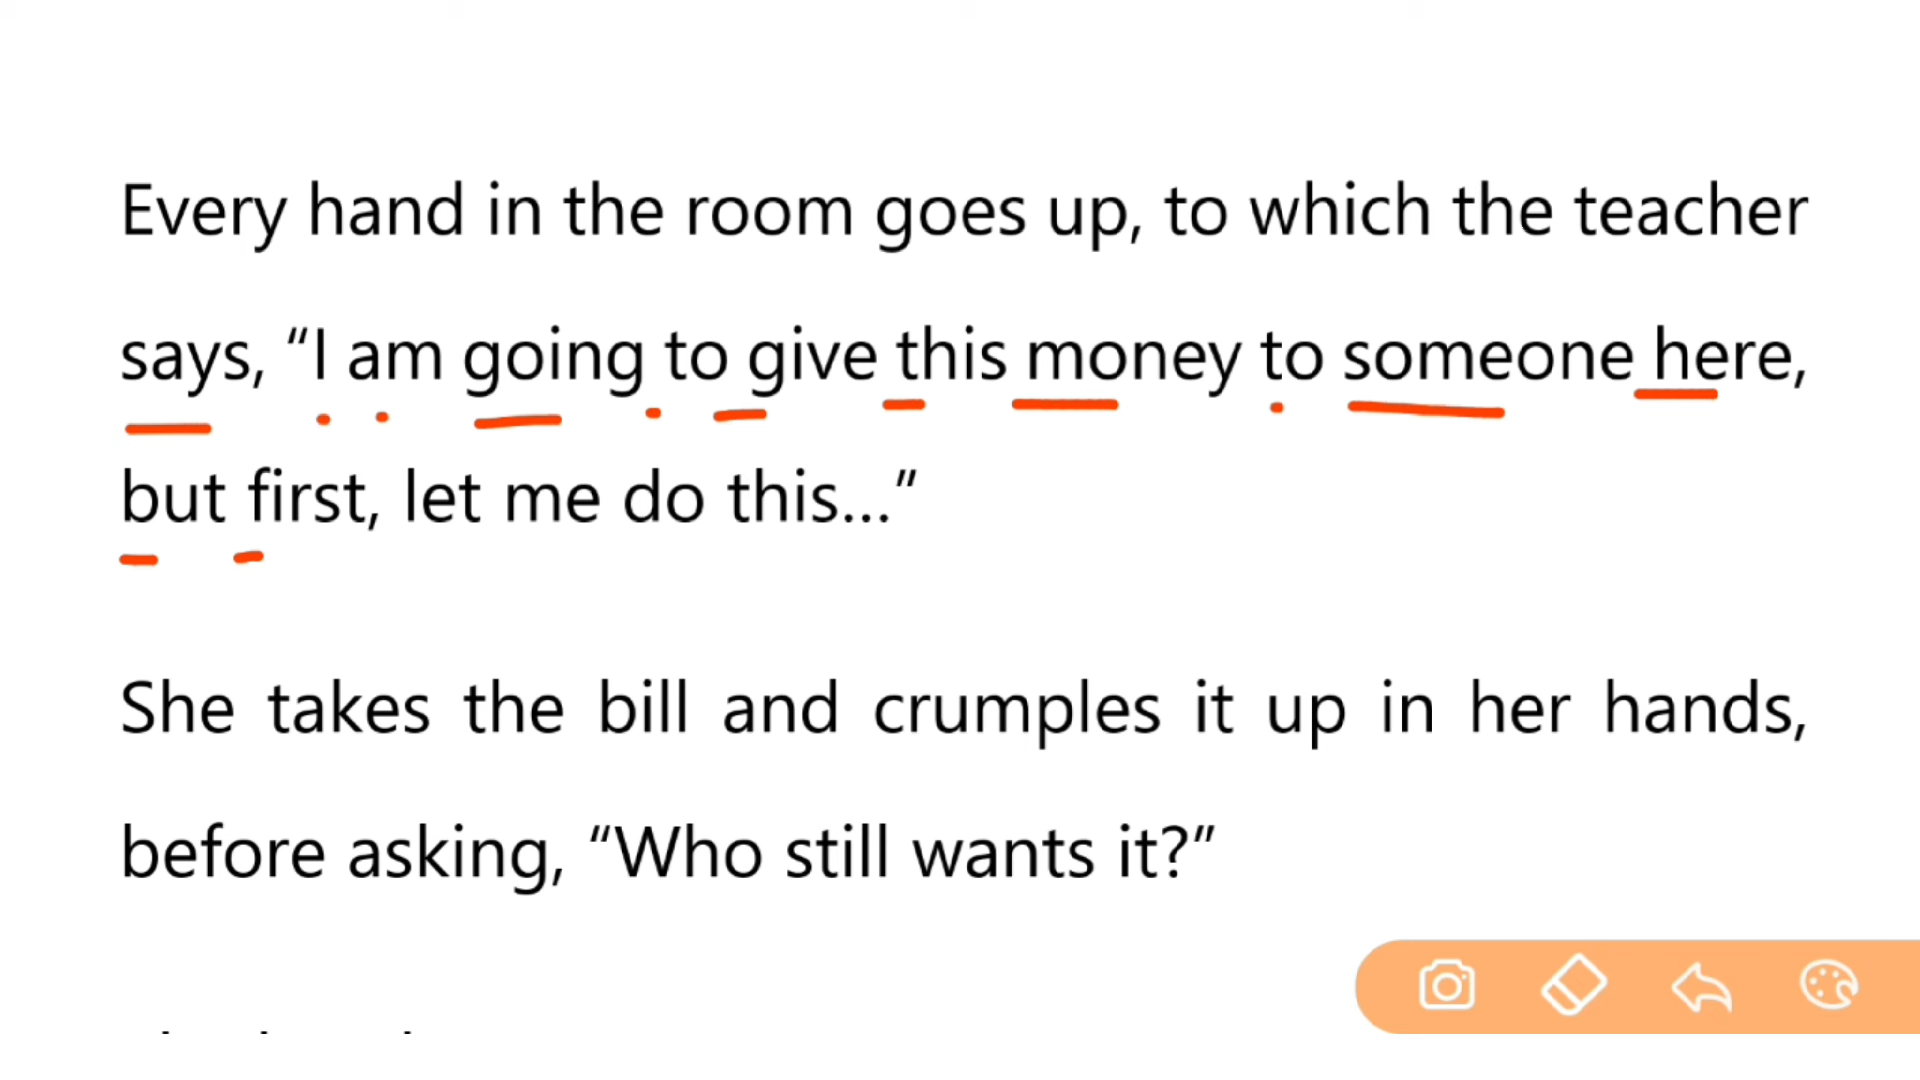 Every hand in the room goes up, to which the teacher
says, “I am going to give this money to someone here,
but first, let me do this...”
She takes the bill and crumples it up in her hands,
before asking, “Who still wants it?”